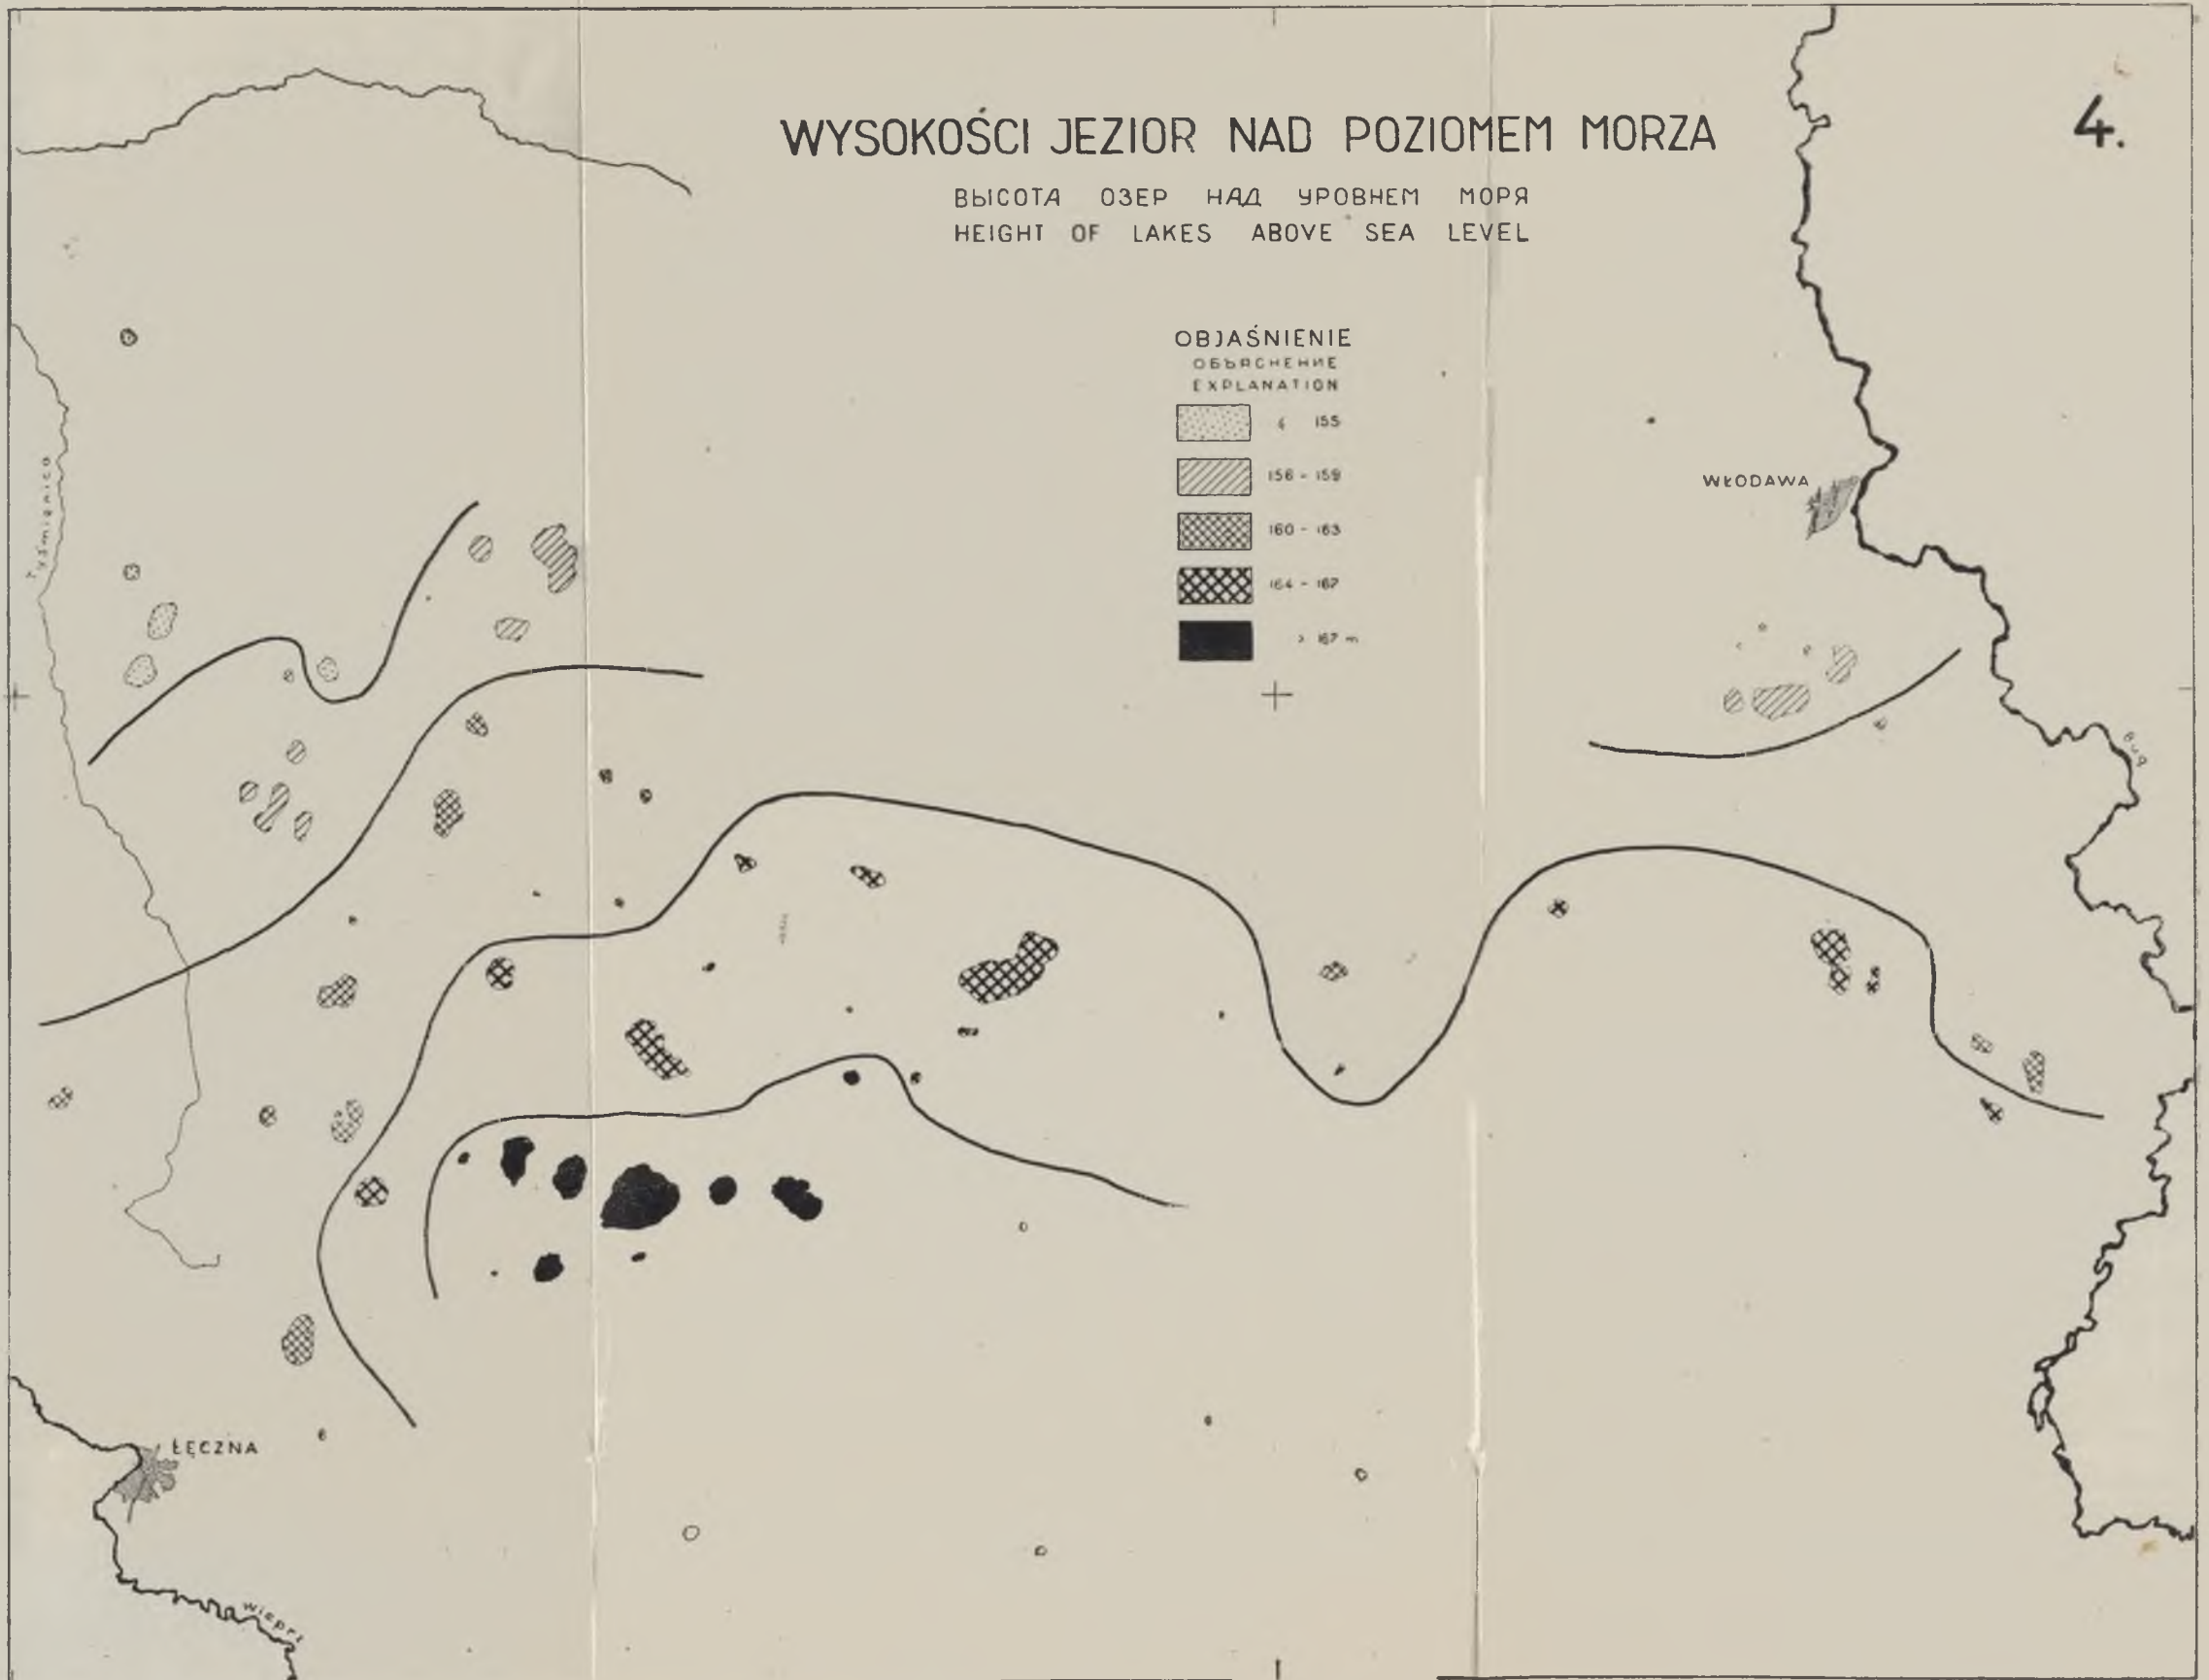 WYSOKOŚCI JEZIOR NAD POZIOMEM MORZA
4.
ВЫСОТА ОЗЕР НАД УРОВНЕМ МОРЯ
HEIGHT OF LAKES ABOVE SEA LEVEL
OBJAŚNIENIE
ОБЪЯСНЕНИЕ
EXPLANATION
< 155
156 - 159
160 - 163
164 - 167
> 167 m
WŁODAWA
Tyśmienica
Bug
ŁĘCZNA
Wieprz